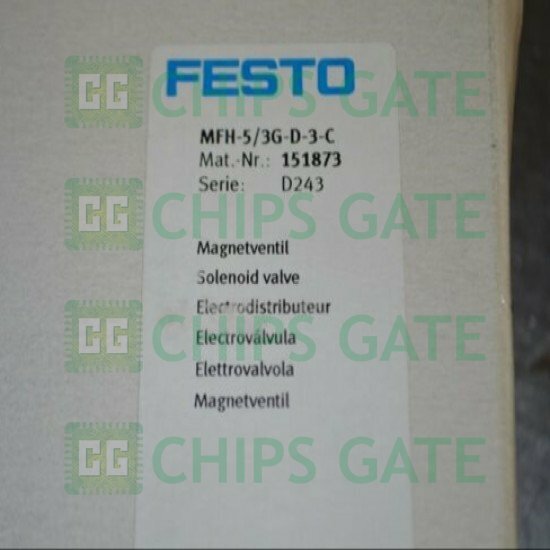 FESTO
MFH-5/3G-D-3-C
Mat.-Nr.: 151873
Serie: D243
Magnetventil
Solenoid valve
Electrodistributeur
Electroválvula
Elettrovalvola
Magnetventil
CG CHIPS GATE
CG CHIPS GATE
CG CHIPS GATE
CG CHIPS GATE